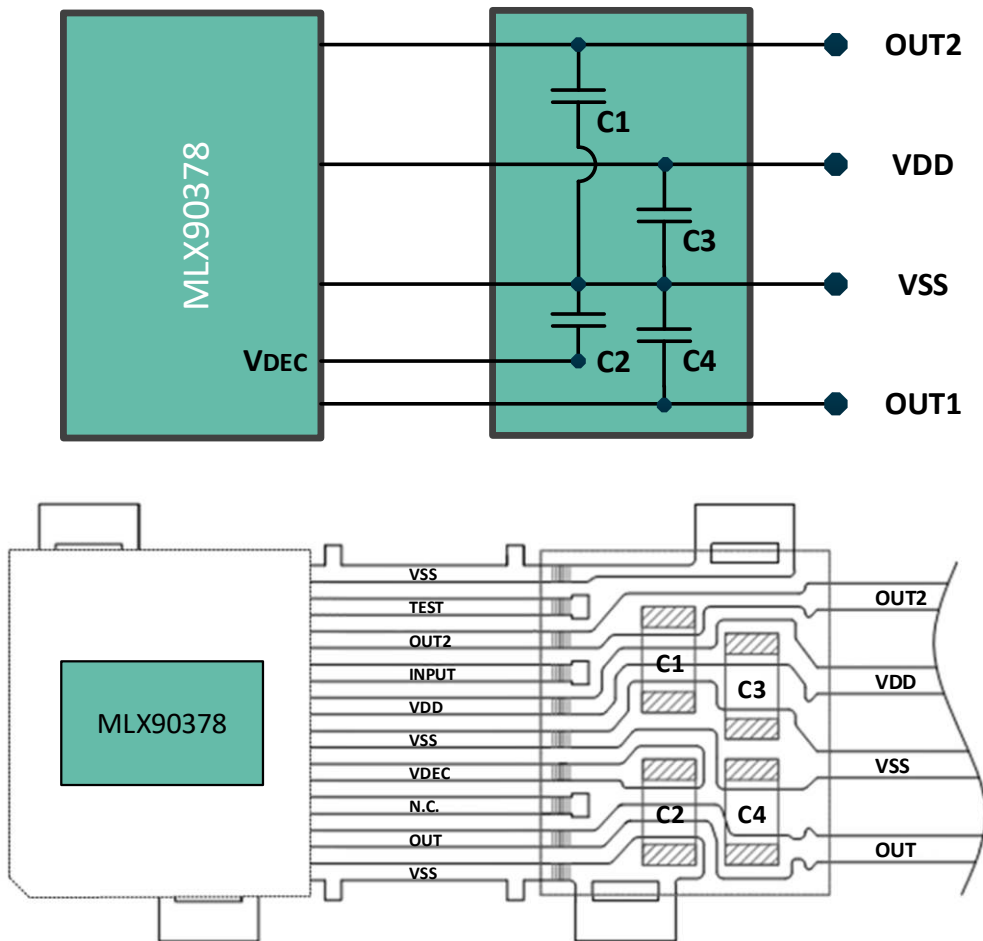 OUT2
C1
MLX90378
VDD
C3
VSS
VDEC
C2
C4
OUT1
VSS
TEST
OUT2
OUT2
INPUT
C1
C3
VDD
MLX90378
VDD
VSS
VSS
VDEC
N.C.
C2
C4
OUT
OUT
VSS